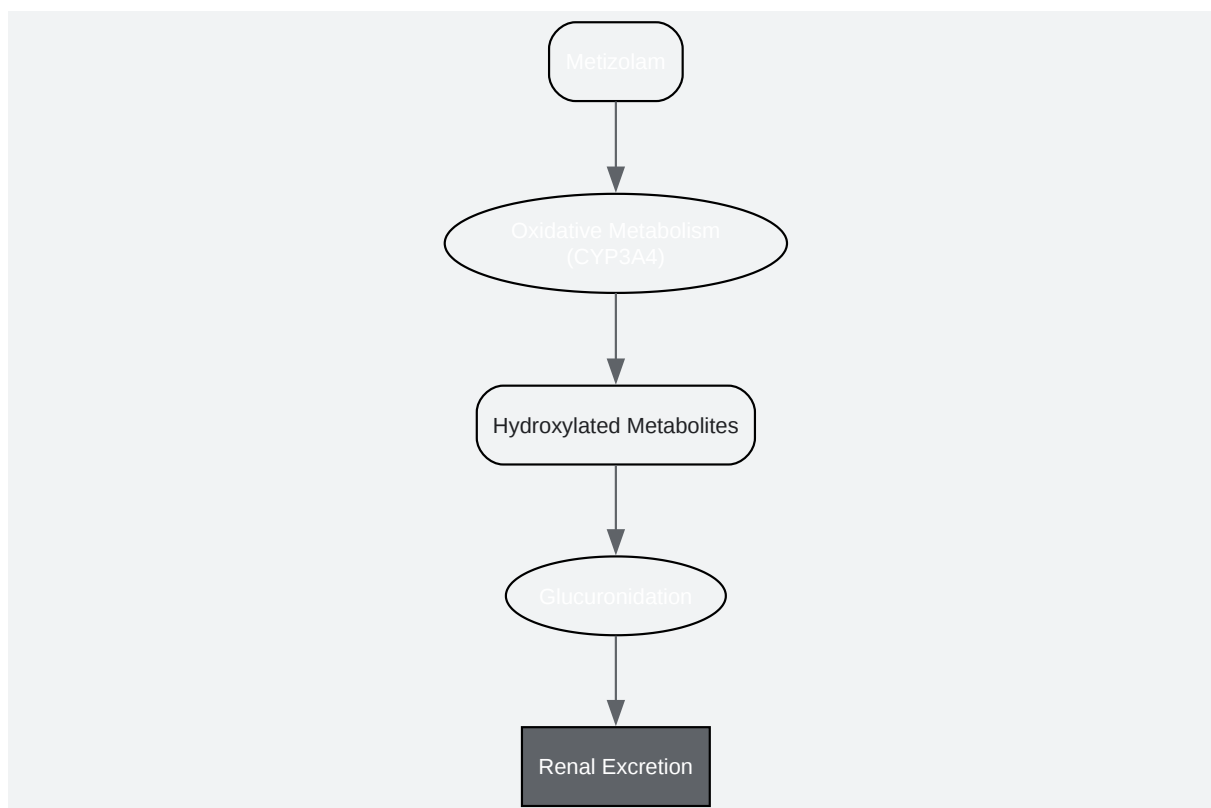 Metizolam
Oxidative Metabolism
(CYP3A4)
Hydroxylated Metabolites
Glucuronidation
Renal Excretion